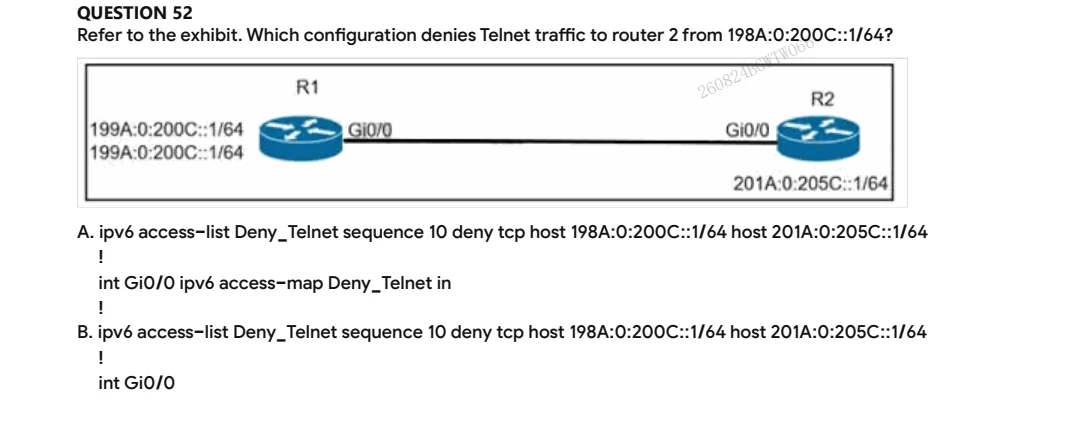 QUESTION 52
Refer to the exhibit. Which configuration denies Telnet traffic to router 2 from 198A:0:200C::1/64?
R1
R2
199A:0:200C::1/64
Gi0/0
Gi0/0
199A:0:200C::1/64
201A:0:205C::1/64
A. ipv6 access-list Deny_Telnet sequence 10 deny tcp host 198A:0:200C::1/64 host 201A:0:205C::1/64
!
int Gi0/0 ipv6 access-map Deny_Telnet in
!
B. ipv6 access-list Deny_Telnet sequence 10 deny tcp host 198A:0:200C::1/64 host 201A:0:205C::1/64
!
int Gi0/0